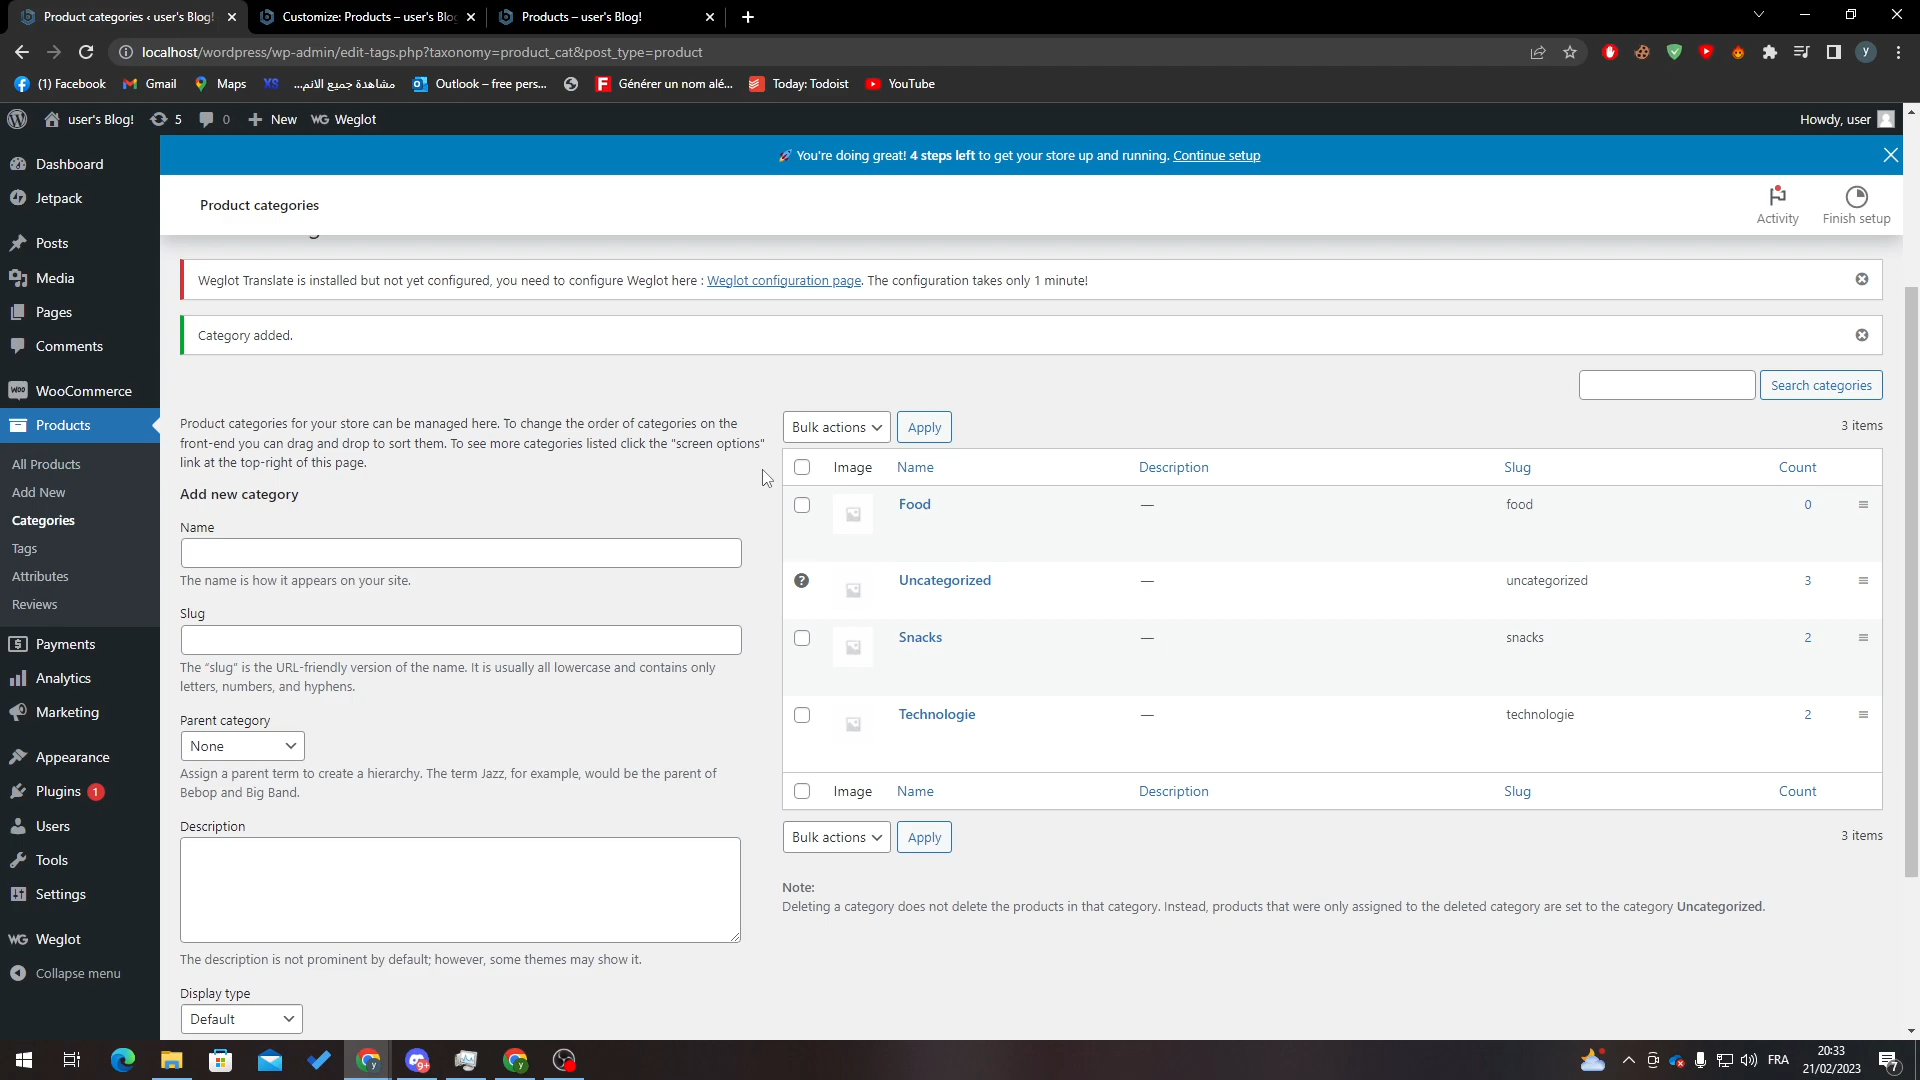 Product categories ‹ user's Blog!
Customize: Products – user's Blo
Products – user's Blog!
localhost/wordpress/wp-admin/edit-tags.php?taxonomy=product_cat&post_type=product
y
(1) Facebook
Gmail
Maps
XS
مشاهدة جميع الانم...
Outlook – free pers...
Générer un nom alé...
Today: Todoist
YouTube
user's Blog!
5
0
New
WG Weglot
Howdy, user
You're doing great! 4 steps left to get your store up and running. Continue setup
Dashboard
Jetpack
Posts
Media
Pages
Comments
WooCommerce
Products
All Products
Add New
Categories
Tags
Attributes
Reviews
Payments
Analytics
Marketing
Appearance
Plugins 1
Users
Tools
Settings
WG Weglot
Collapse menu
Product categories
Activity
Finish setup
Weglot Translate is installed but not yet configured, you need to configure Weglot here : Weglot configuration page. The configuration takes only 1 minute!
Category added.
Search categories
Product categories for your store can be managed here. To change the order of categories on the
front-end you can drag and drop to sort them. To see more categories listed click the "screen options"
link at the top-right of this page.
Add new category
Name
The name is how it appears on your site.
Slug
The “slug” is the URL-friendly version of the name. It is usually all lowercase and contains only
letters, numbers, and hyphens.
Parent category
None
Assign a parent term to create a hierarchy. The term Jazz, for example, would be the parent of
Bebop and Big Band.
Description
The description is not prominent by default; however, some themes may show it.
Display type
Default
Bulk actions
Apply
3 items
Image Name Description Slug Count
Food — food 0
Uncategorized — uncategorized 3
Snacks — snacks 2
Technologie — technologie 2
Image Name Description Slug Count
Bulk actions
Apply
3 items
Note:
Deleting a category does not delete the products in that category. Instead, products that were only assigned to the deleted category are set to the category Uncategorized.
9+
FRA
20:33
21/02/2023
7